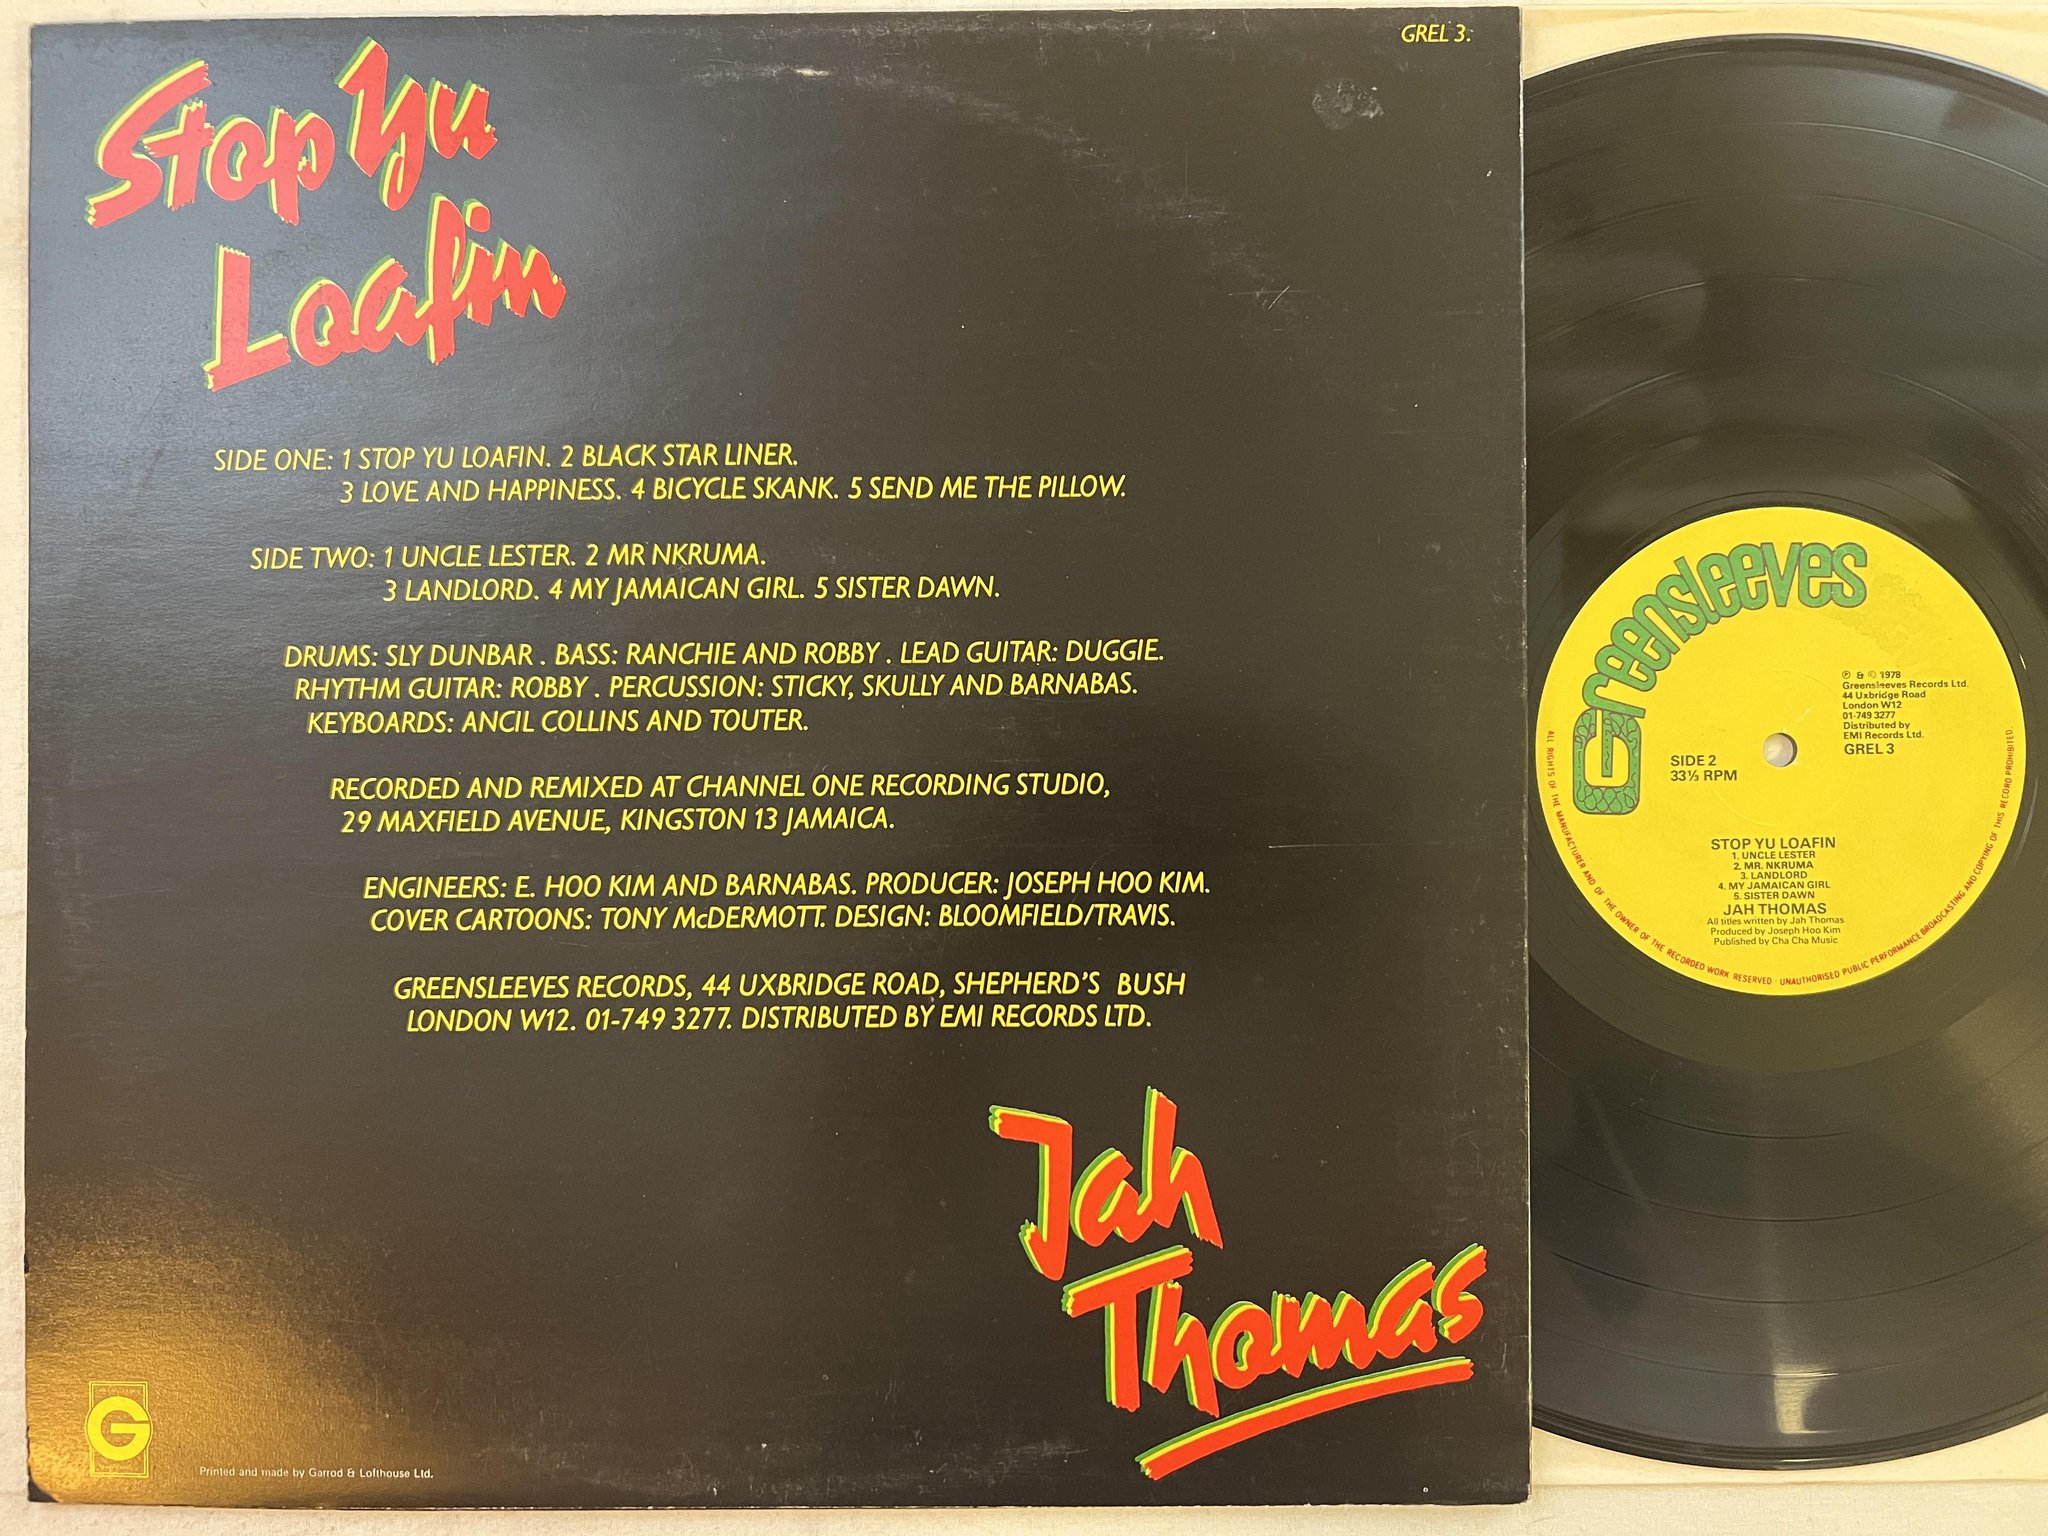 GREL 3.
Stop Yu
Loafin
SIDE ONE: 1 STOP YU LOAFIN. 2 BLACK STAR LINER.
3 LOVE AND HAPPINESS. 4 BICYCLE SKANK. 5 SEND ME THE PILLOW.
SIDE TWO: 1 UNCLE LESTER. 2 MR NKRUMA.
3 LANDLORD. 4 MY JAMAICAN GIRL. 5 SISTER DAWN.
DRUMS: SLY DUNBAR . BASS: RANCHIE AND ROBBY . LEAD GUITAR: DUGGIE.
RHYTHM GUITAR: ROBBY . PERCUSSION: STICKY, SKULLY AND BARNABAS.
KEYBOARDS: ANCIL COLLINS AND TOUTER.
RECORDED AND REMIXED AT CHANNEL ONE RECORDING STUDIO,
29 MAXFIELD AVENUE, KINGSTON 13 JAMAICA.
ENGINEERS: E. HOO KIM AND BARNABAS. PRODUCER: JOSEPH HOO KIM.
COVER CARTOONS: TONY McDERMOTT. DESIGN: BLOOMFIELD/TRAVIS.
GREENSLEEVES RECORDS, 44 UXBRIDGE ROAD, SHEPHERD'S BUSH
LONDON W12. 01-749 3277. DISTRIBUTED BY EMI RECORDS LTD.
Jah
Thomas
G
Printed and made by Garrod & Lofthouse Ltd.
Greensleeves
℗ & © 1978
Greensleeves Records Ltd.
44 Uxbridge Road
London W12
01-749 3277
Distributed by
EMI Records Ltd.
GREL 3
SIDE 2
33⅓ RPM
STOP YU LOAFIN
1. UNCLE LESTER
2. MR. NKRUMA
3. LANDLORD
4. MY JAMAICAN GIRL
5. SISTER DAWN
JAH THOMAS
All titles written by Jah Thomas
Produced by Joseph Hoo Kim
Published by Cha Cha Music
ALL RIGHTS OF THE MANUFACTURER AND OF THE OWNER OF THE RECORDED WORK RESERVED · UNAUTHORISED PUBLIC PERFORMANCE BROADCASTING AND COPYING OF THIS RECORD PROHIBITED.